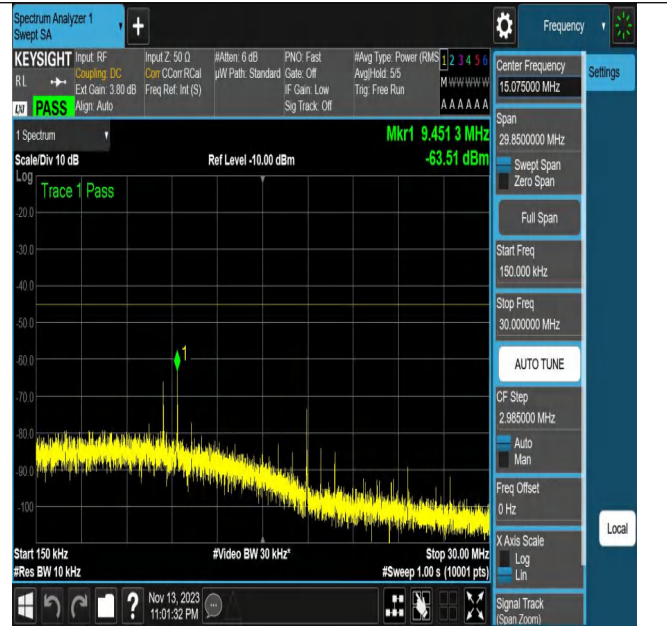 Spectrum Analyzer 1
Swept SA
+
Frequency
KEYSIGHT
RL
LXI
PASS
Input: RF
Coupling: DC
Ext Gain: 3.80 dB
Align: Auto
Input Z: 50 Ω
Corr CCorr RCal
Freq Ref: Int (S)
#Atten: 6 dB
µW Path: Standard
PNO: Fast
Gate: Off
IF Gain: Low
Sig Track: Off
#Avg Type: Power (RMS
Avg|Hold: 5/5
Trig: Free Run
1 2 3 4 5 6
M W W W W W
A A A A A A
1 Spectrum
Scale/Div 10 dB
Log
Ref Level -10.00 dBm
Mkr1 9.451 3 MHz
-63.51 dBm
Trace 1 Pass
-20.0
-30.0
-40.0
-50.0
-60.0
-70.0
-80.0
-90.0
-100
1
Start 150 kHz
#Res BW 10 kHz
#Video BW 30 kHz*
Stop 30.00 MHz
#Sweep 1.00 s (10001 pts)
?
Nov 13, 2023
11:01:32 PM
Center Frequency
15.075000 MHz
Settings
Span
29.8500000 MHz
Swept Span
Zero Span
Full Span
Start Freq
150.000 kHz
Stop Freq
30.000000 MHz
AUTO TUNE
CF Step
2.985000 MHz
Auto
Man
Freq Offset
0 Hz
X Axis Scale
Log
Lin
Local
Signal Track
(Span Zoom)